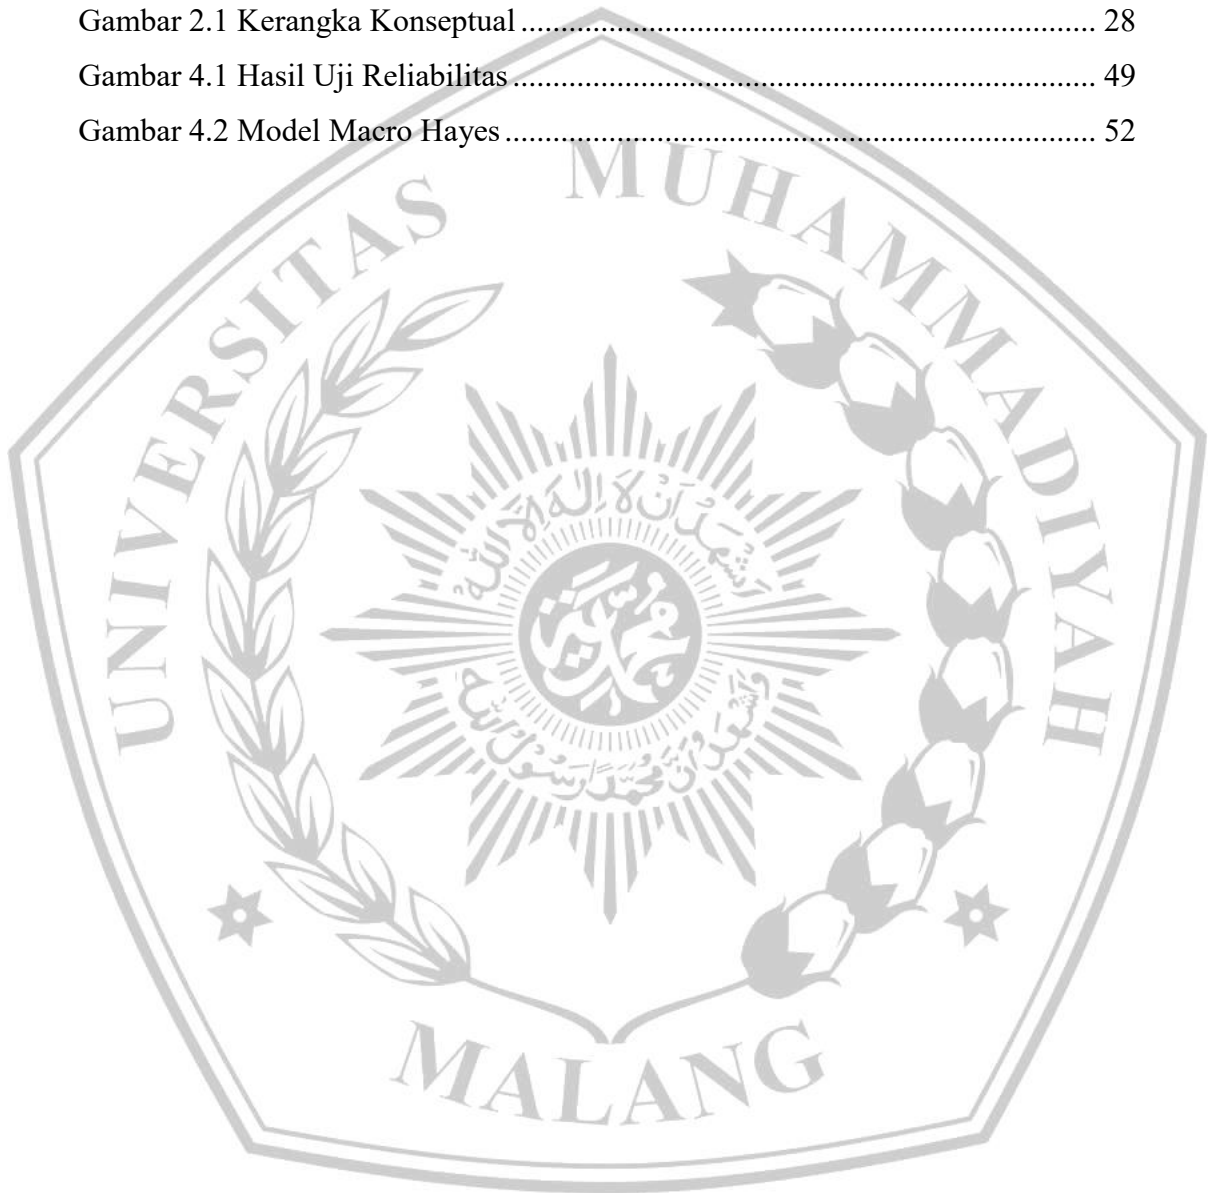 Gambar 2.1 Kerangka Konseptual ........................................................................ 28
Gambar 4.1 Hasil Uji Reliabilitas ......................................................................... 49
Gambar 4.2 Model Macro Hayes .......................................................................... 52
UNIVERSITAS MUHAMMADIYAH
MALANG